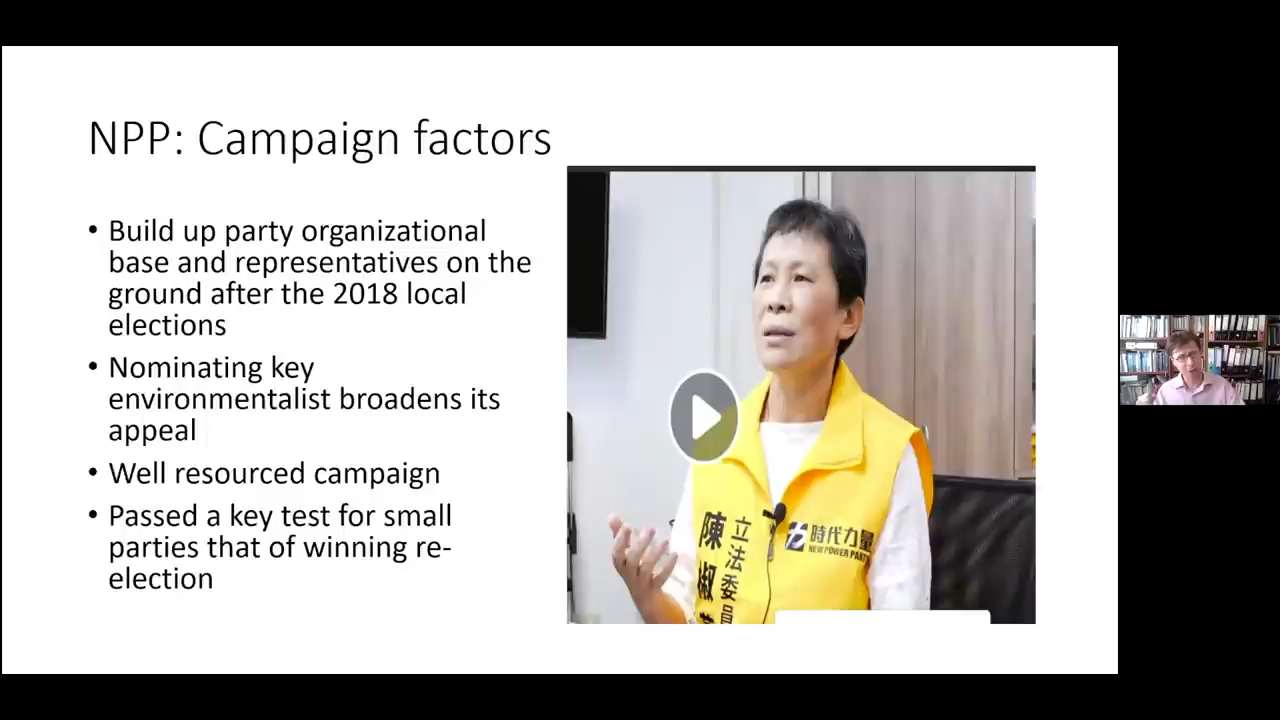 NPP: Campaign factors
• Build up party organizational
base and representatives on the
ground after the 2018 local
elections
• Nominating key
environmentalist broadens its
appeal
• Well resourced campaign
• Passed a key test for small
parties that of winning re-
election
立法委員
陳椒
時代力量
NEW POWER PART